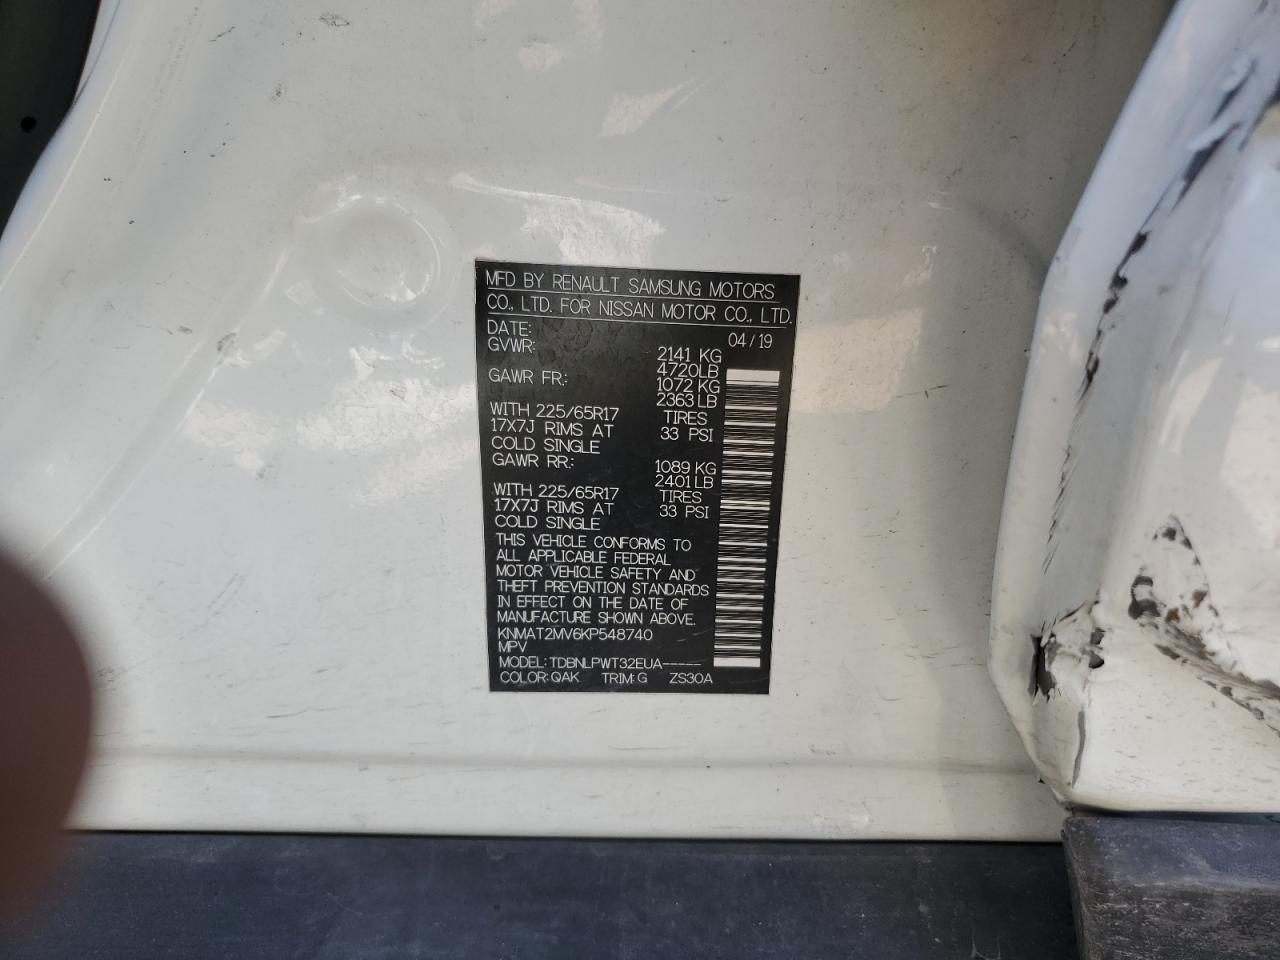 MFD BY RENAULT SAMSUNG MOTORS
CO., LTD. FOR NISSAN MOTOR CO., LTD.
DATE: 04/19
GVWR: 2141 KG
4720LB
GAWR FR: 1072 KG
2363LB
WITH 225/65R17 TIRES
17X7J RIMS AT 33 PSI
COLD SINGLE
GAWR RR: 1089 KG
2401LB
WITH 225/65R17 TIRES
17X7J RIMS AT 33 PSI
COLD SINGLE
THIS VEHICLE CONFORMS TO
ALL APPLICABLE FEDERAL
MOTOR VEHICLE SAFETY AND
THEFT PREVENTION STANDARDS
IN EFFECT ON THE DATE OF
MANUFACTURE SHOWN ABOVE.
KNMAT2MV6KP548740
MPV
MODEL: TDBNLPWT32EUA-----
COLOR: QAK TRIM: G ZS30A